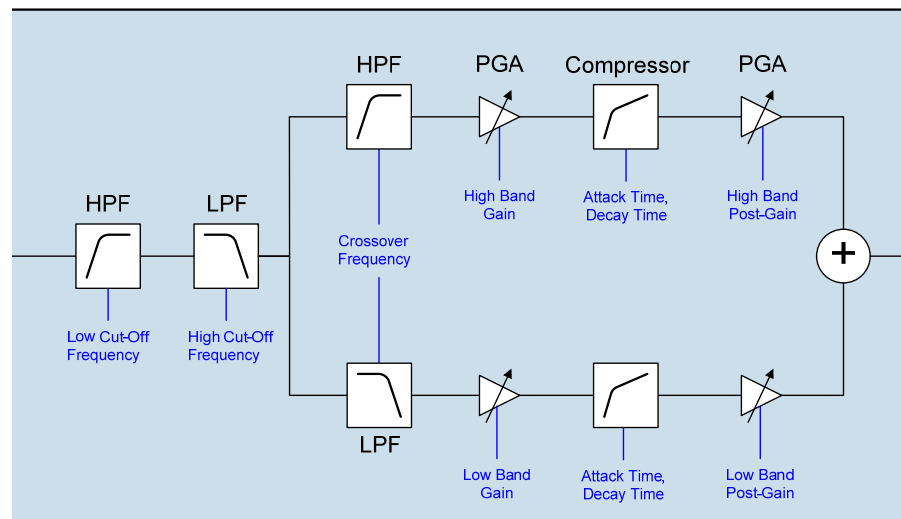 HPF
PGA
Compressor
PGA
High Band
Gain
Attack Time,
Decay Time
High Band
Post-Gain
HPF
LPF
Crossover
Frequency
+
Low Cut-Off
Frequency
High Cut-Off
Frequency
LPF
Low Band
Gain
Attack Time,
Decay Time
Low Band
Post-Gain